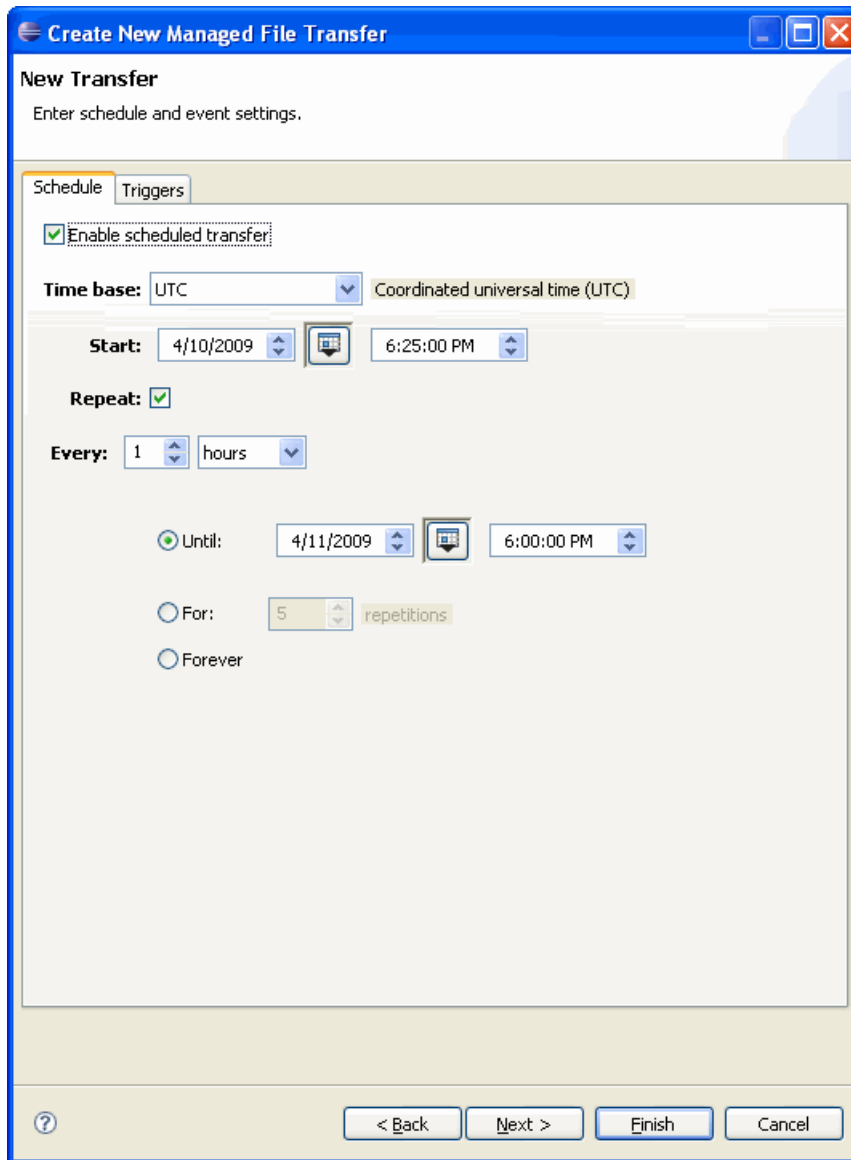 Create New Managed File Transfer
New Transfer
Enter schedule and event settings.
Schedule Triggers
Enable scheduled transfer
Time base: UTC Coordinated universal time (UTC)
Start: 4/10/2009 6:25:00 PM
Repeat:
Every: 1 hours
Until: 4/11/2009 6:00:00 PM
For: 5 repetitions
Forever
? < Back Next > Finish Cancel